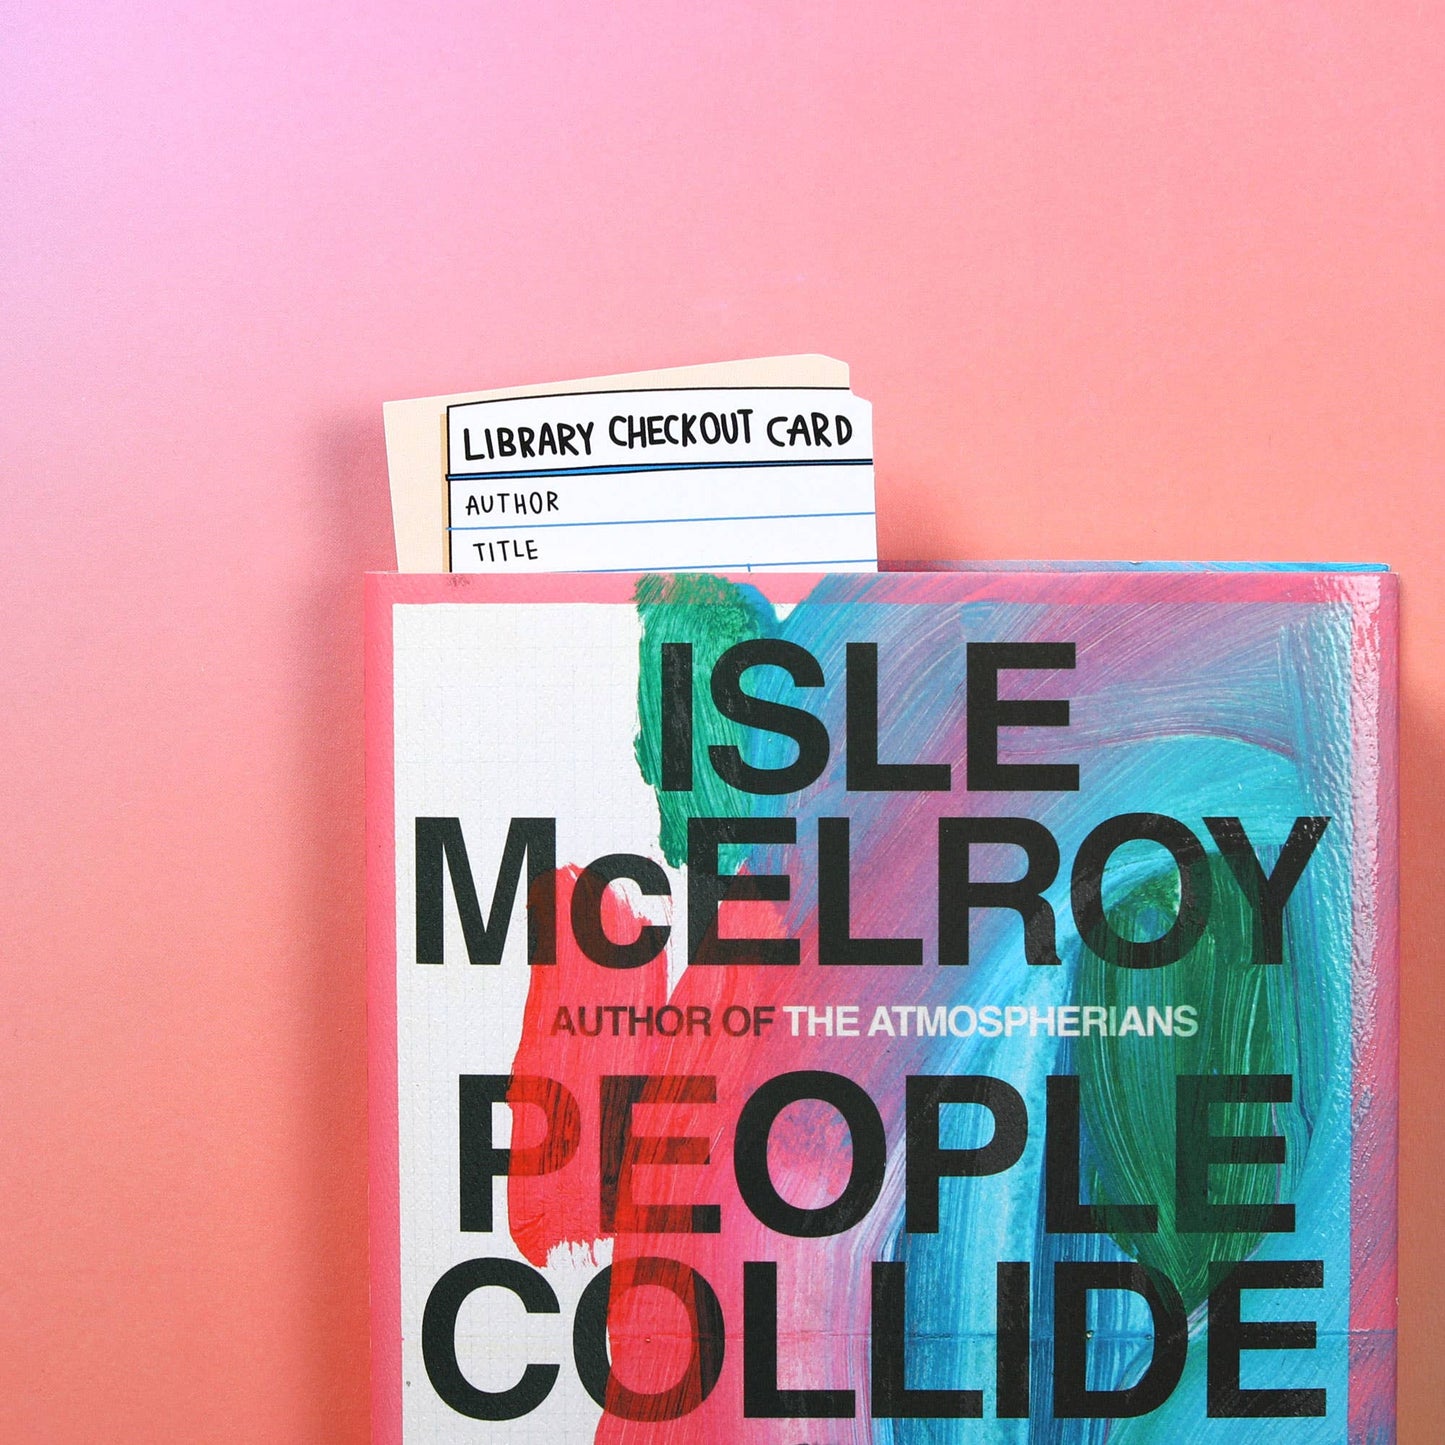 LIBRARY CHECKOUT CARD
AUTHOR
TITLE
ISLE
McELROY
AUTHOR OF THE ATMOSPHERIANS
PEOPLE
COLLIDE